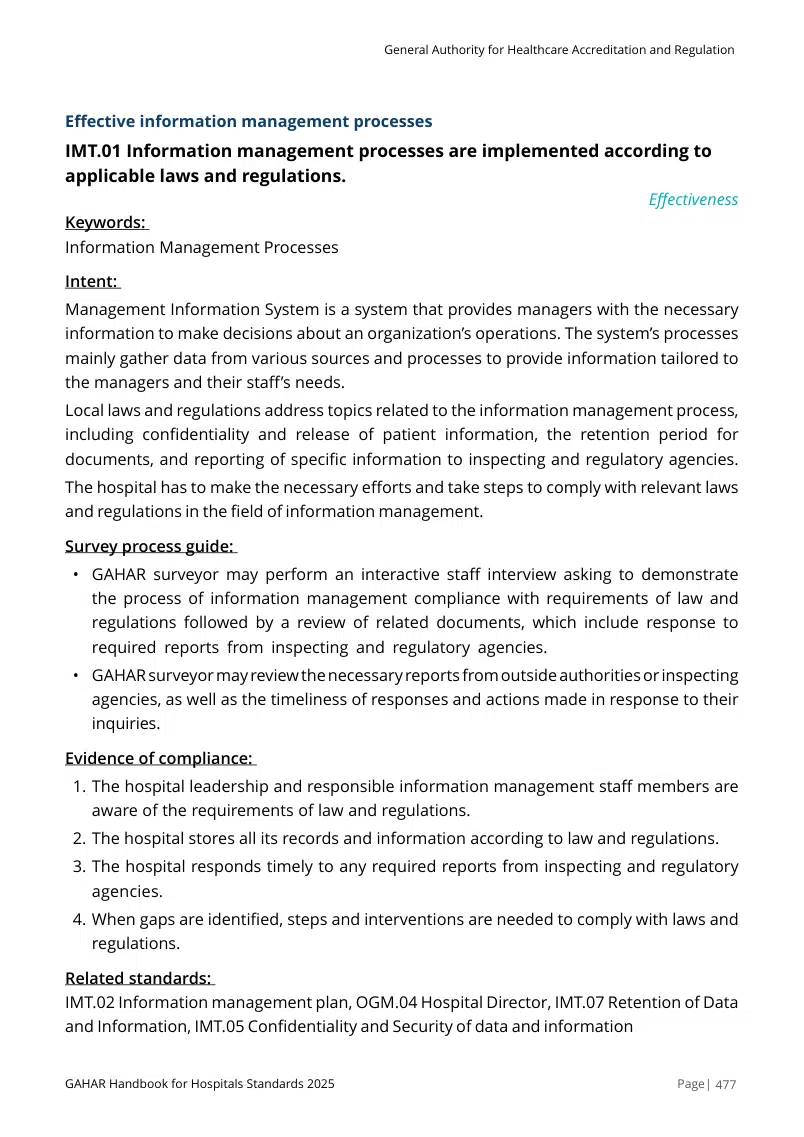 General Authority for Healthcare Accreditation and Regulation
Effective information management processes
IMT.01 Information management processes are implemented according to
applicable laws and regulations.
Effectiveness
Keywords:
Information Management Processes
Intent:
Management Information System is a system that provides managers with the necessary
information to make decisions about an organization’s operations. The system’s processes
mainly gather data from various sources and processes to provide information tailored to
the managers and their staff’s needs.
Local laws and regulations address topics related to the information management process,
including confidentiality and release of patient information, the retention period for
documents, and reporting of specific information to inspecting and regulatory agencies.
The hospital has to make the necessary efforts and take steps to comply with relevant laws
and regulations in the field of information management.
Survey process guide:
• GAHAR surveyor may perform an interactive staff interview asking to demonstrate
the process of information management compliance with requirements of law and
regulations followed by a review of related documents, which include response to
required reports from inspecting and regulatory agencies.
• GAHAR surveyor may review the necessary reports from outside authorities or inspecting
agencies, as well as the timeliness of responses and actions made in response to their
inquiries.
Evidence of compliance:
1. The hospital leadership and responsible information management staff members are
aware of the requirements of law and regulations.
2. The hospital stores all its records and information according to law and regulations.
3. The hospital responds timely to any required reports from inspecting and regulatory
agencies.
4. When gaps are identified, steps and interventions are needed to comply with laws and
regulations.
Related standards:
IMT.02 Information management plan, OGM.04 Hospital Director, IMT.07 Retention of Data
and Information, IMT.05 Confidentiality and Security of data and information
GAHAR Handbook for Hospitals Standards 2025
Page| 477